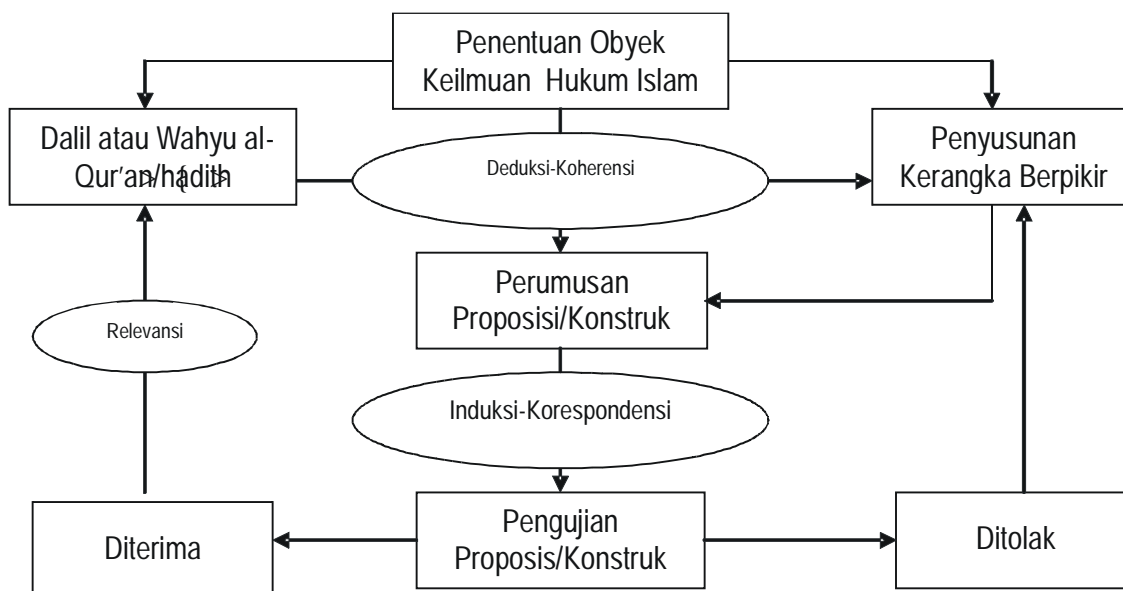 Penentuan Obyek
Keilmuan Hukum Islam
Dalil atau Wahyu al-
Qur'an/hadith
Deduksi-Koherensi
Penyusunan
Kerangka Berpikir
Perumusan
Proposisi/Konstruk
Relevansi
Induksi-Korespondensi
Diterima
Pengujian
Proposis/Konstruk
Ditolak